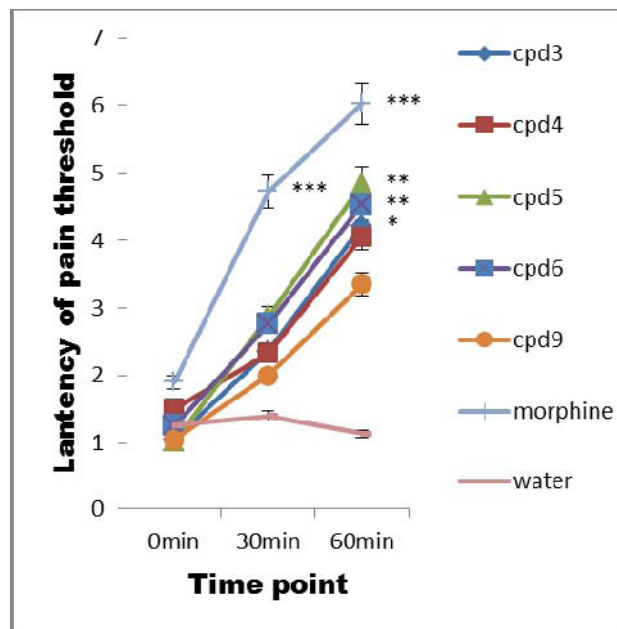 7
6
5
4
3
2
1
0
Lantency of pain threshold
0min 30min 60min
Time point
***
***
**
**
*
cpd3
cpd4
cpd5
cpd6
cpd9
morphine
water